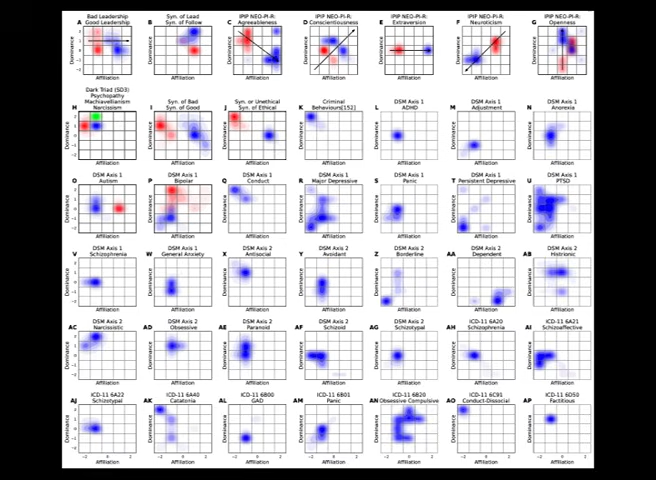 Bad Leadership
Good Leadership
A
Syn. of Lead
Syn. of Follow
B
IPIP NEO-PI-R:
Agreeableness
C
IPIP NEO-PI-R:
Conscientiousness
D
IPIP NEO-PI-R:
Extraversion
E
IPIP NEO-PI-R:
Neuroticism
F
IPIP NEO-PI-R:
Openness
G
Dominance
Affiliation
Dark Triad (SD3)
Psychopathy
Machiavellianism
Narcissism
H
Syn. of Bad
Syn. of Good
I
Syn. or Unethical
Syn. of Ethical
J
Criminal
Behaviours[152]
K
DSM Axis 1
ADHD
L
DSM Axis 1
Adjustment
M
DSM Axis 1
Anorexia
N
Dominance
Affiliation
DSM Axis 1
Autism
O
DSM Axis 1
Bipolar
P
DSM Axis 1
Conduct
Q
DSM Axis 1
Major Depressive
R
DSM Axis 1
Panic
S
DSM Axis 1
Persistent Depressive
T
DSM Axis 1
PTSD
U
Dominance
Affiliation
DSM Axis 1
Schizophrenia
V
DSM Axis 1
General Anxiety
W
DSM Axis 2
Antisocial
X
DSM Axis 2
Avoidant
Y
DSM Axis 2
Borderline
Z
DSM Axis 2
Dependent
AA
DSM Axis 2
Histrionic
AB
Dominance
Affiliation
DSM Axis 2
Narcissistic
AC
DSM Axis 2
Obsessive
AD
DSM Axis 2
Paranoid
AE
DSM Axis 2
Schizoid
AF
DSM Axis 2
Schizotypal
AG
ICD-11 6A20
Schizophrenia
AH
ICD-11 6A21
Schizoaffective
AI
Dominance
Affiliation
ICD-11 6A22
Schizotypal
AJ
ICD-11 6A40
Catatonia
AK
ICD-11 6B00
GAD
AL
ICD-11 6B01
Panic
AM
ICD-11 6B20
Obsessive Compulsive
AN
ICD-11 6C91
Conduct-Dissocial
AO
ICD-11 6D50
Factitious
AP
Dominance
Affiliation